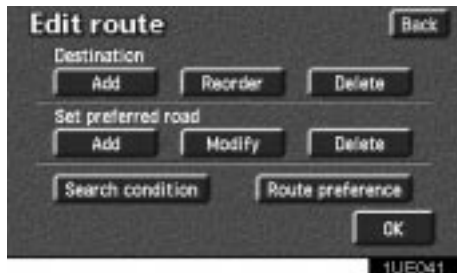 Edit route Back
Destination
Add Reorder Delete
Set preferred road
Add Modify Delete
Search condition Route preference
OK
1UE041